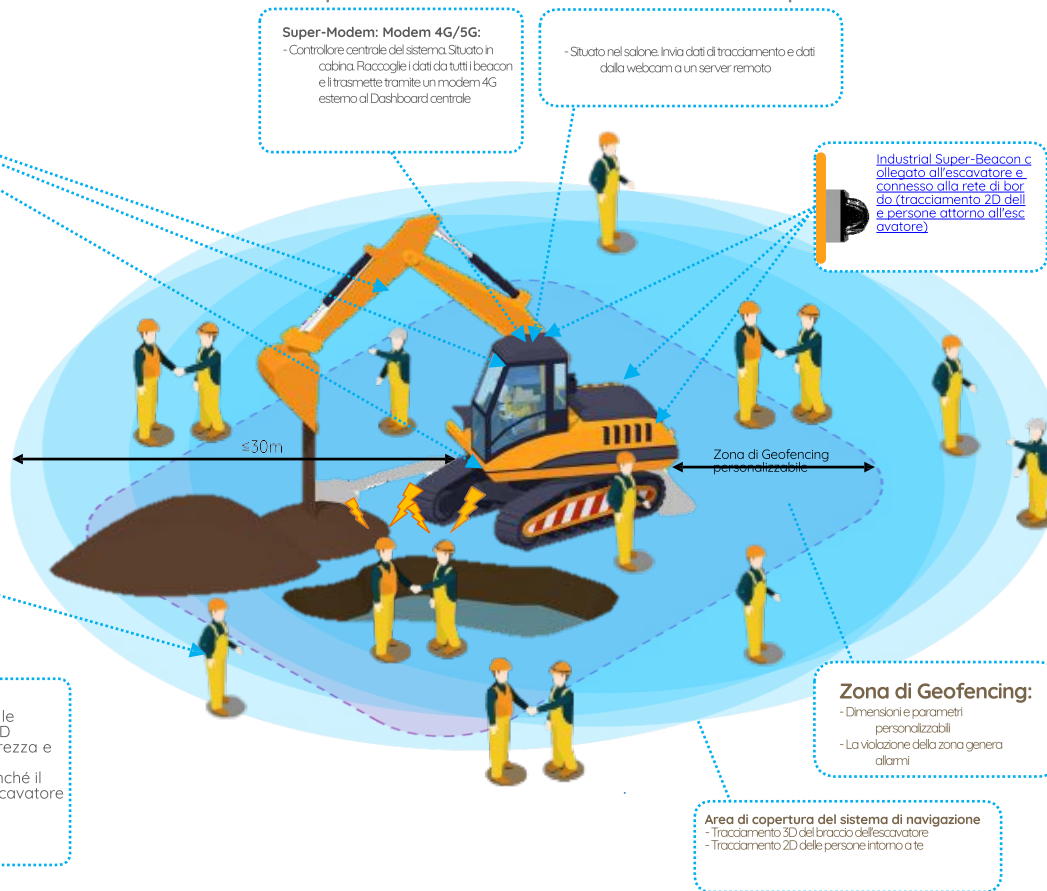 Super-Modem: Modem 4G/5G:
- Controllore centrale del sistema. Situato in
cabina. Raccoglie i dati da tutti i beacon
e li trasmette tramite un modem 4G
esterno al Dashboard centrale
- Situato nel salone. Invia dati di tracciamento e dati
dalla webcam a un server remoto
Industrial Super-Beacon c
ollegato all'escavatore e
connesso alla rete di bor
do (tracciamento 2D dell
e persone attorno all'esc
avatore)
≤30m
Zona di Geofencing
personalizzabile
le
D
rezza e
nché il
cavatore
Zona di Geofencing:
- Dimensioni e parametri
personalizzabili
- La violazione della zona genera
allarmi
Area di copertura del sistema di navigazione
- Tracciamento 3D del braccio dell'escavatore
- Tracciamento 2D delle persone intorno a te